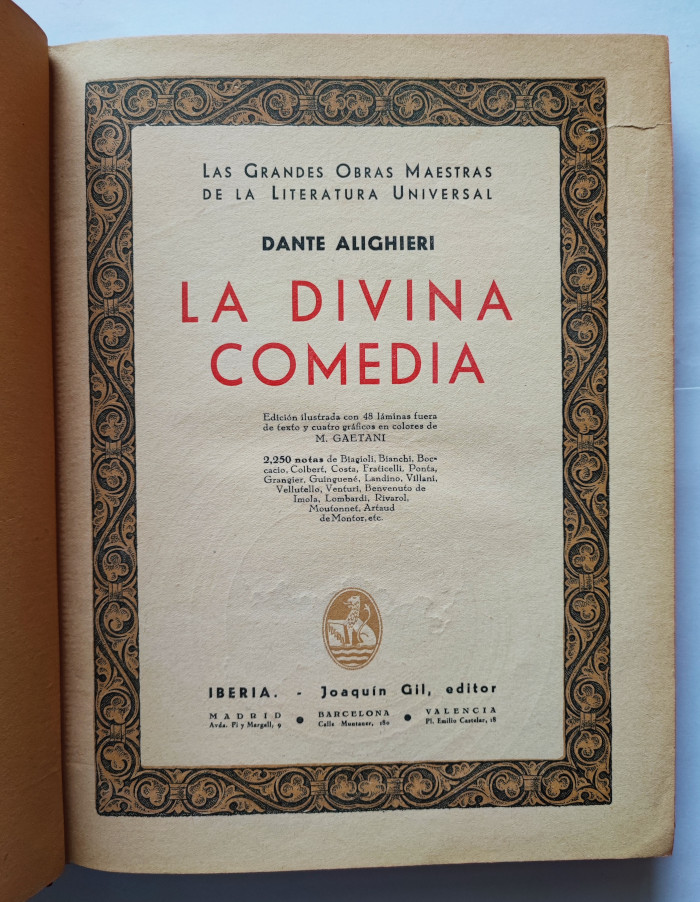 LAS GRANDES OBRAS MAESTRAS
DE LA LITERATURA UNIVERSAL
DANTE ALIGHIERI
LA DIVINA
COMEDIA
Edición ilustrada con 48 láminas fuera
de texto y cuatro gráficos en colores de
M. GAETANI
2,250 notas de Biagioli, Bianchi, Boc-
cacio, Colbert, Costa, Fraticelli, Ponta,
Grangier, Guinguené, Landino, Villani,
Vellutello, Venturi, Benvenuto de
Imola, Lombardi, Rivarol,
Moutonnet, Artaud
de Montor, etc.
IBERIA. - Joaquín Gil, editor
MADRID • BARCELONA • VALENCIA
Avda. Pi y Margall, 9 Calle Muntaner, 180 Pl. Emilio Castelar, 18